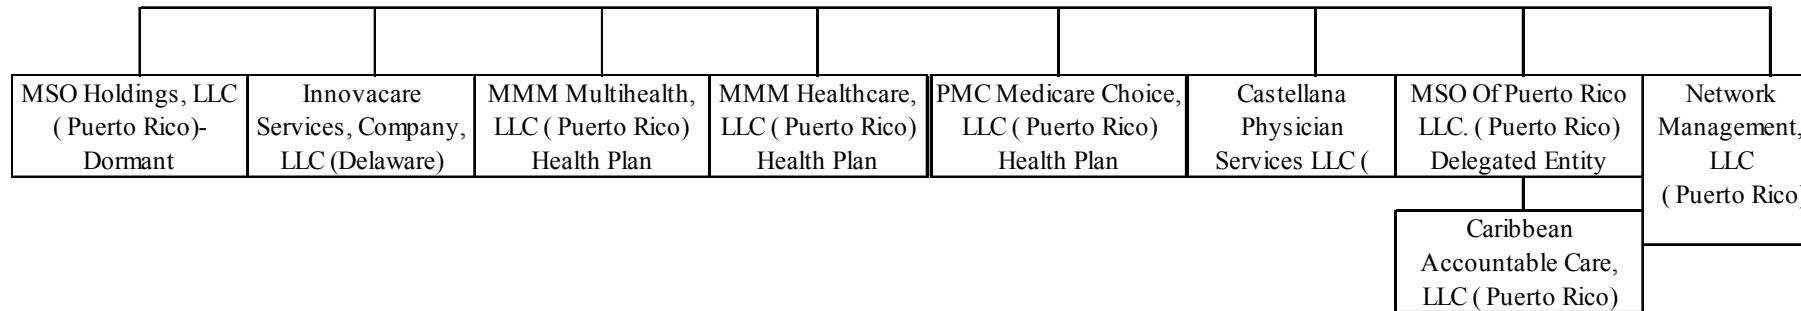 MSO Holdings, LLC
( Puerto Rico)-
Dormant
Innovacare
Services, Company,
LLC (Delaware)
MMM Multihealth,
LLC ( Puerto Rico)
Health Plan
MMM Healthcare,
LLC ( Puerto Rico)
Health Plan
PMC Medicare Choice,
LLC ( Puerto Rico)
Health Plan
Castellana
Physician
Services LLC (
MSO Of Puerto Rico
LLC. ( Puerto Rico)
Delegated Entity
Network
Management,
LLC
( Puerto Rico)
Caribbean
Accountable Care,
LLC ( Puerto Rico)